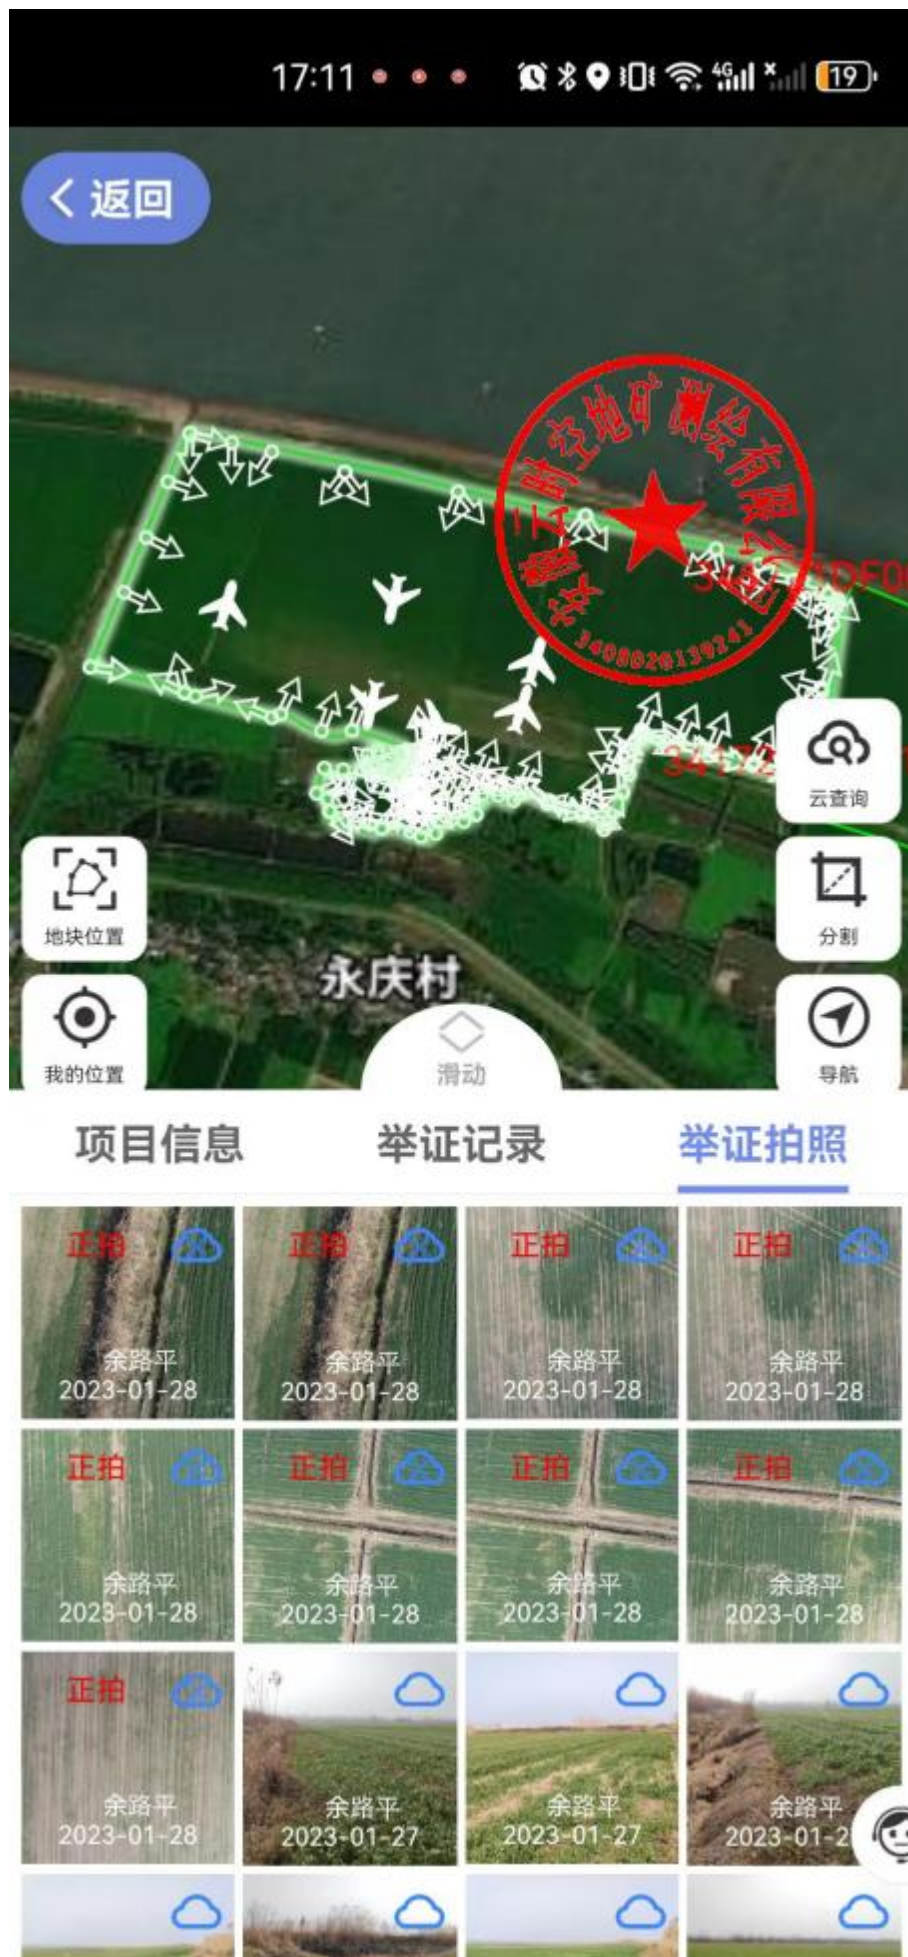 17:11
4G
19
返回
安徽云时空地矿测绘有限公司
3408020139241
云查询
地块位置
分割
永庆村
我的位置
滑动
导航
项目信息
举证记录
举证拍照
正拍
正拍
正拍
正拍
余路平
余路平
余路平
余路平
2023-01-28
2023-01-28
2023-01-28
2023-01-28
正拍
正拍
正拍
正拍
余路平
余路平
余路平
余路平
2023-01-28
2023-01-28
2023-01-28
2023-01-28
正拍
余路平
余路平
余路平
余路平
2023-01-28
2023-01-27
2023-01-27
2023-01-2